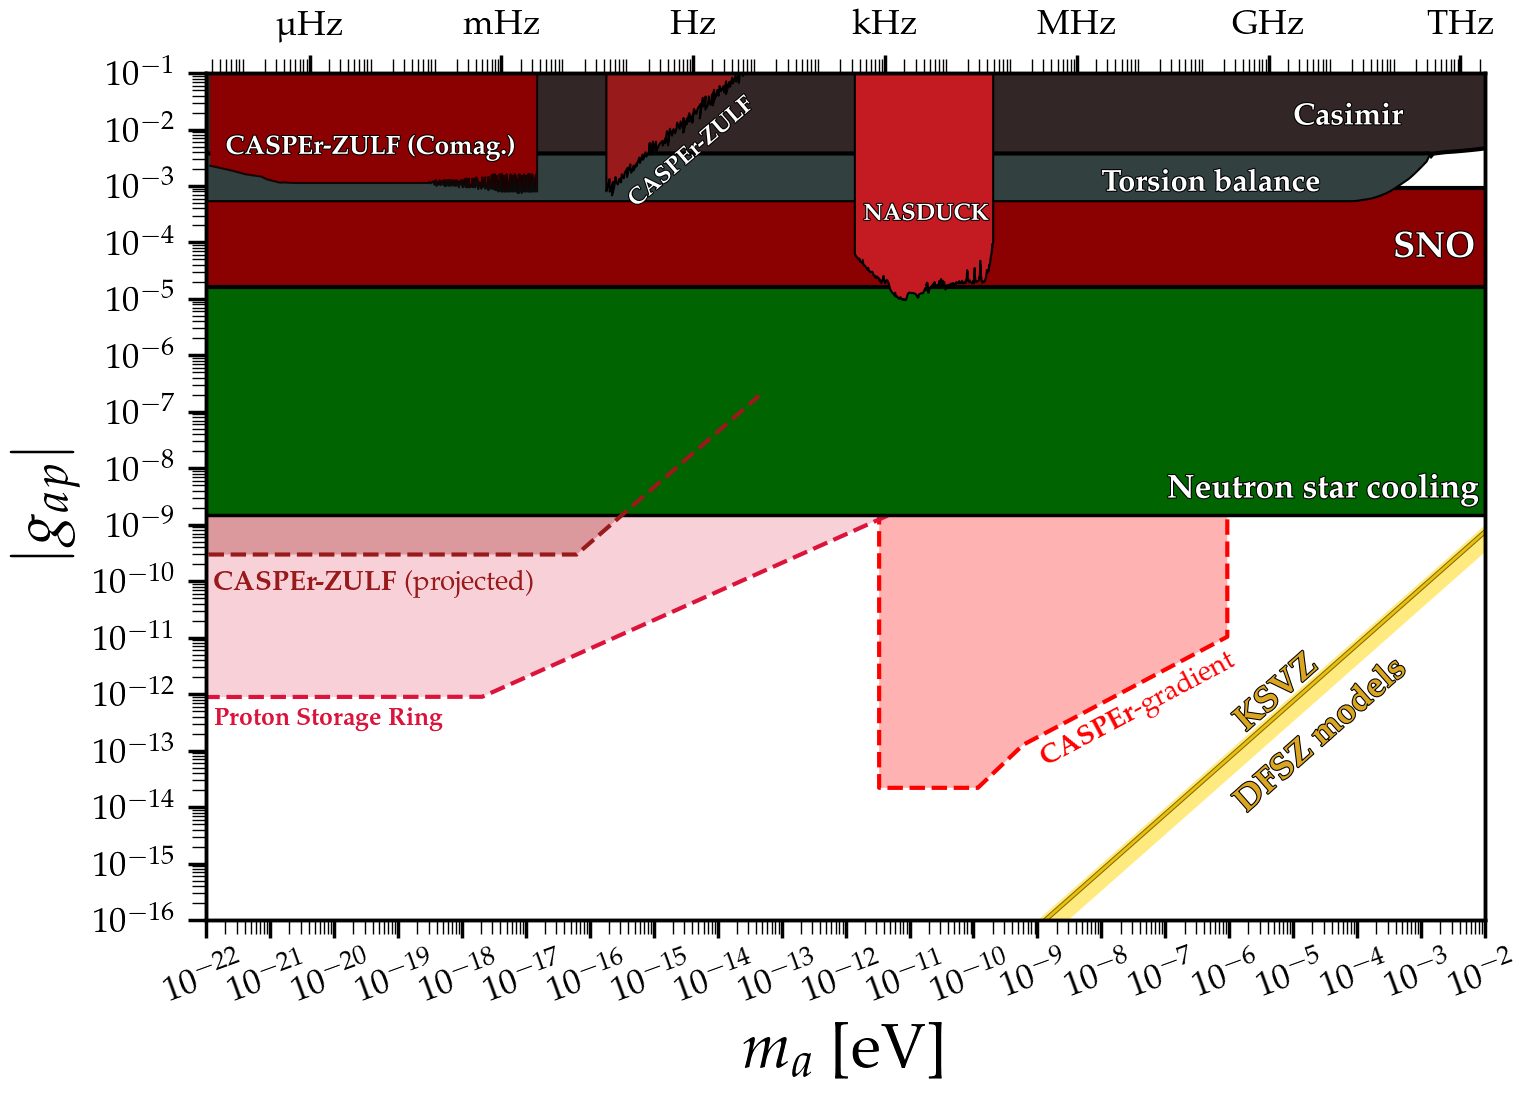 μHz mHz Hz kHz MHz GHz THz
10⁻¹
10⁻²
10⁻³
10⁻⁴
10⁻⁵
10⁻⁶
10⁻⁷
10⁻⁸
10⁻⁹
10⁻¹⁰
10⁻¹¹
10⁻¹²
10⁻¹³
10⁻¹⁴
10⁻¹⁵
10⁻¹⁶
|g_{ap}|
CASPEr-ZULF (Comag.)
CASPEr-ZULF
Casimir
Torsion balance
NASDUCK
SNO
Neutron star cooling
CASPEr-ZULF (projected)
Proton Storage Ring
CASPEr-gradient
KSVZ
DFSZ models
10⁻²² 10⁻²¹ 10⁻²⁰ 10⁻¹⁹ 10⁻¹⁸ 10⁻¹⁷ 10⁻¹⁶ 10⁻¹⁵ 10⁻¹⁴ 10⁻¹³ 10⁻¹² 10⁻¹¹ 10⁻¹⁰ 10⁻⁹ 10⁻⁸ 10⁻⁷ 10⁻⁶ 10⁻⁵ 10⁻⁴ 10⁻³ 10⁻²
m_a [eV]